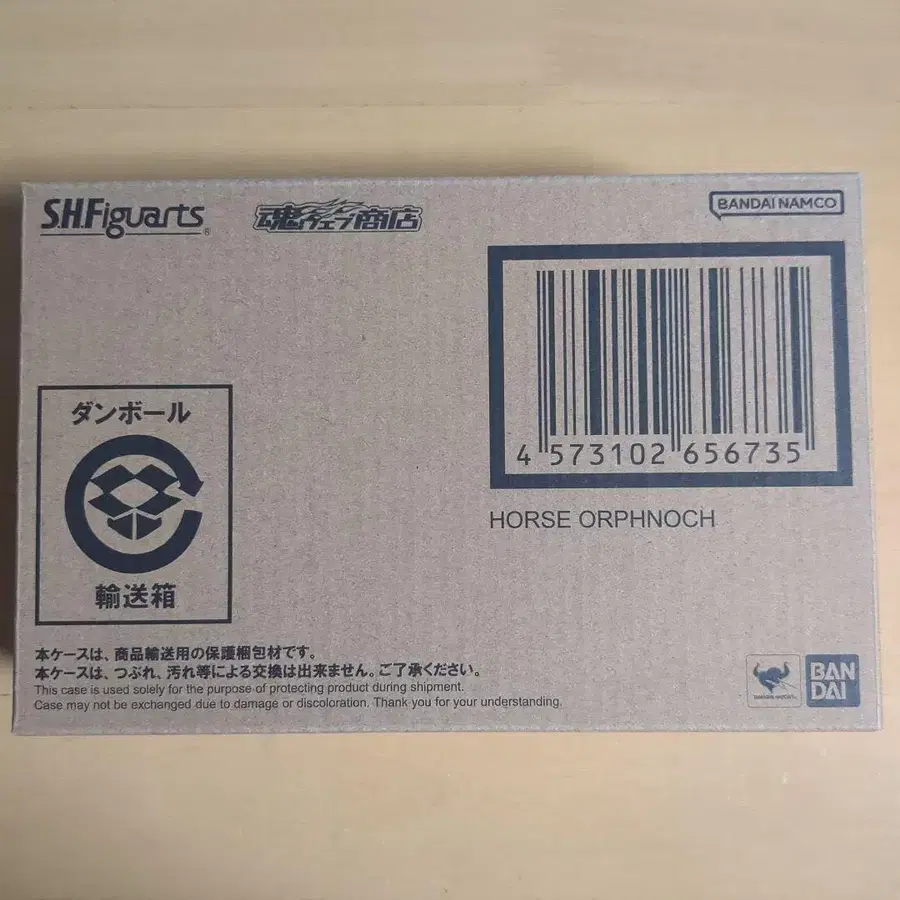 S.H.Figuarts®
魂ウェブ商店
BANDAI NAMCO
4 573102 656735
HORSE ORPHNOCH
ダンボール
輸送箱
本ケースは、商品輸送用の保護梱包材です。
本ケースは、つぶれ、汚れ等による交換は出来ません。ご了承ください。
This case is used solely for the purpose of protecting product during shipment.
Case may not be exchanged due to damage or discoloration. Thank you for your understanding.
BAN
DAI